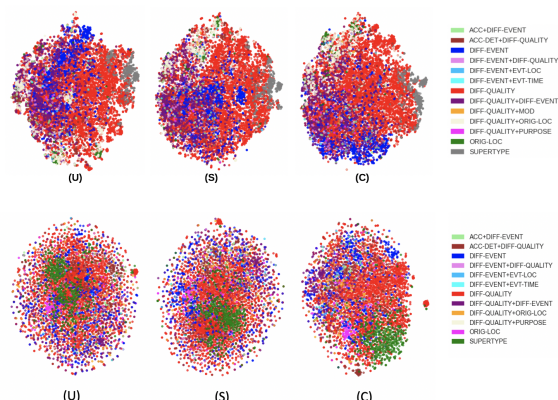 ACC+DIFF-EVENT
ACC-DET+DIFF-QUALITY
DIFF-EVENT
DIFF-EVENT+DIFF-QUALITY
DIFF-EVENT+EVT-LOC
DIFF-EVENT+EVT-TIME
DIFF-QUALITY
DIFF-QUALITY+DIFF-EVENT
DIFF-QUALITY+MOD
DIFF-QUALITY+ORIG-LOC
DIFF-QUALITY+PURPOSE
ORIG-LOC
SUPERTYPE
(U) (S) (C)
ACC+DIFF-EVENT
ACC-DET+DIFF-QUALITY
DIFF-EVENT
DIFF-EVENT+DIFF-QUALITY
DIFF-EVENT+EVT-LOC
DIFF-EVENT+EVT-TIME
DIFF-QUALITY
DIFF-QUALITY+DIFF-EVENT
DIFF-QUALITY+ORIG-LOC
DIFF-QUALITY+PURPOSE
ORIG-LOC
SUPERTYPE
(U) (S) (C)